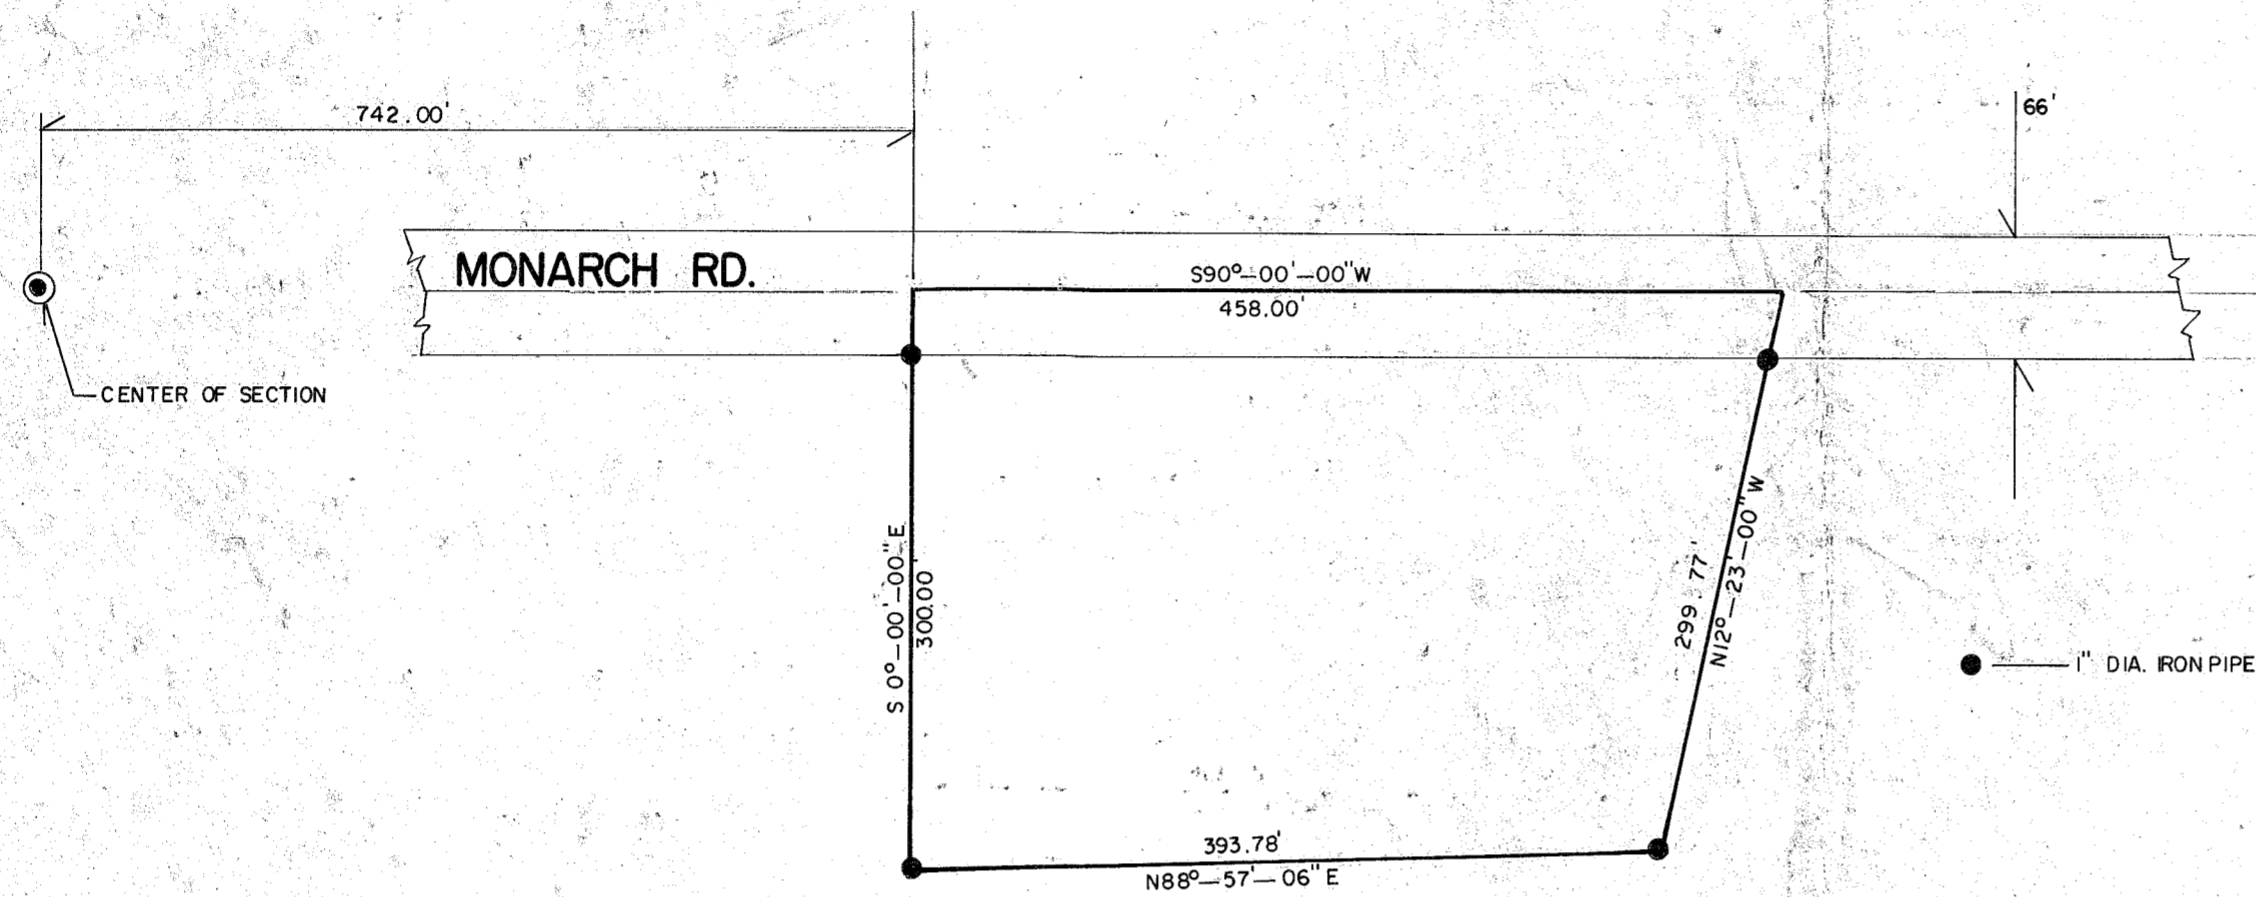 742.00'
66'
MONARCH RD.
S90°—00'—00"W
458.00'
CENTER OF SECTION
S 0°—00'—00"E
300.00'
299.77'
N12°—23'—00"W
1" DIA. IRON PIPE
393.78'
N88°—57'—06"E